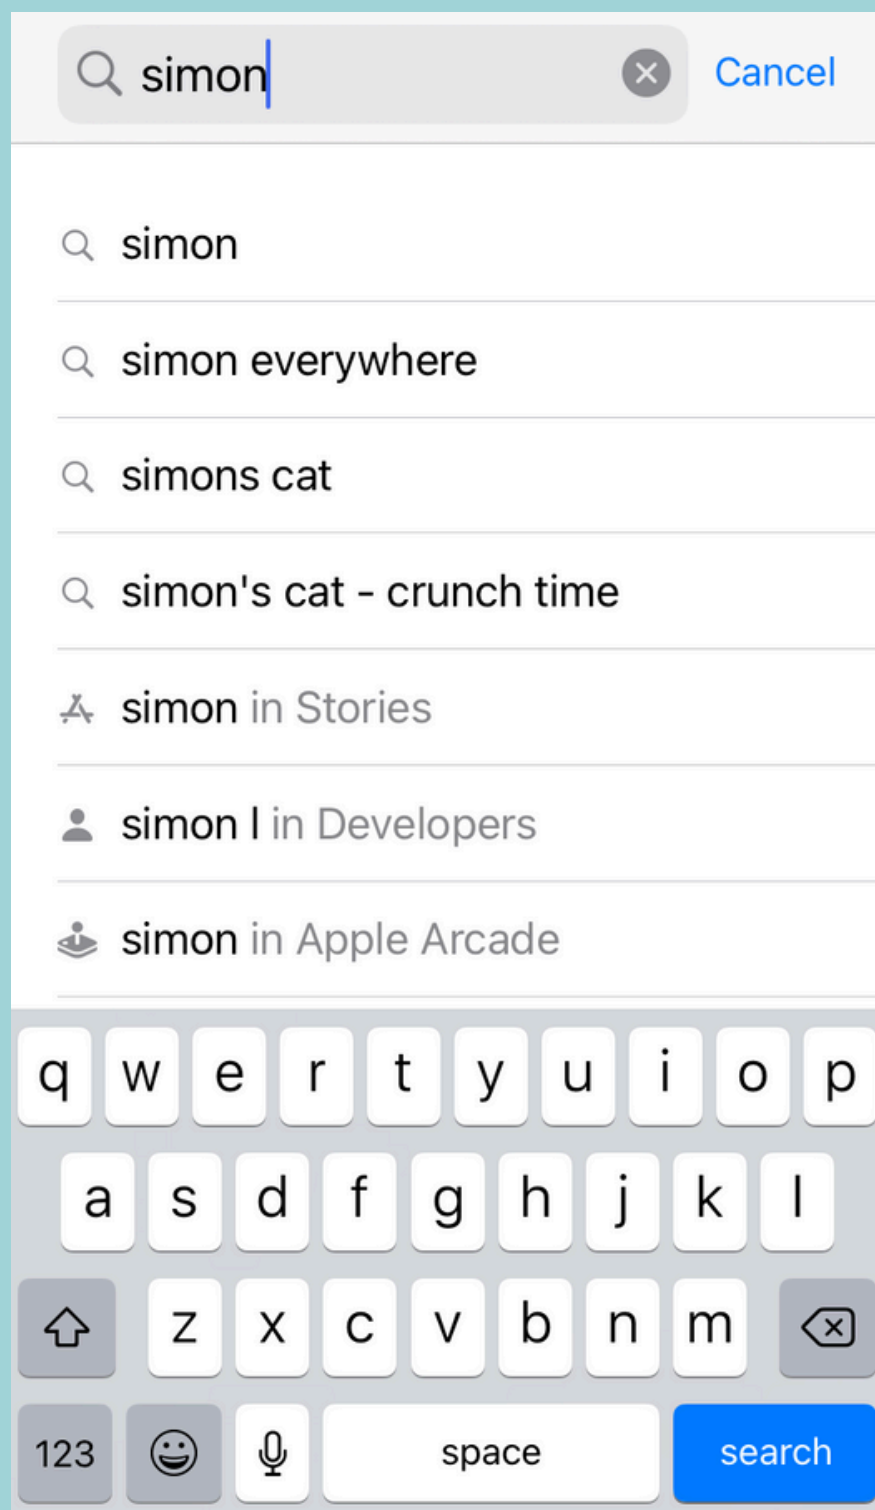 simon Cancel
simon
simon everywhere
simons cat
simon's cat - crunch time
simon in Stories
simon l in Developers
simon in Apple Arcade
q w e r t y u i o p
a s d f g h j k l
z x c v b n m
123 space search